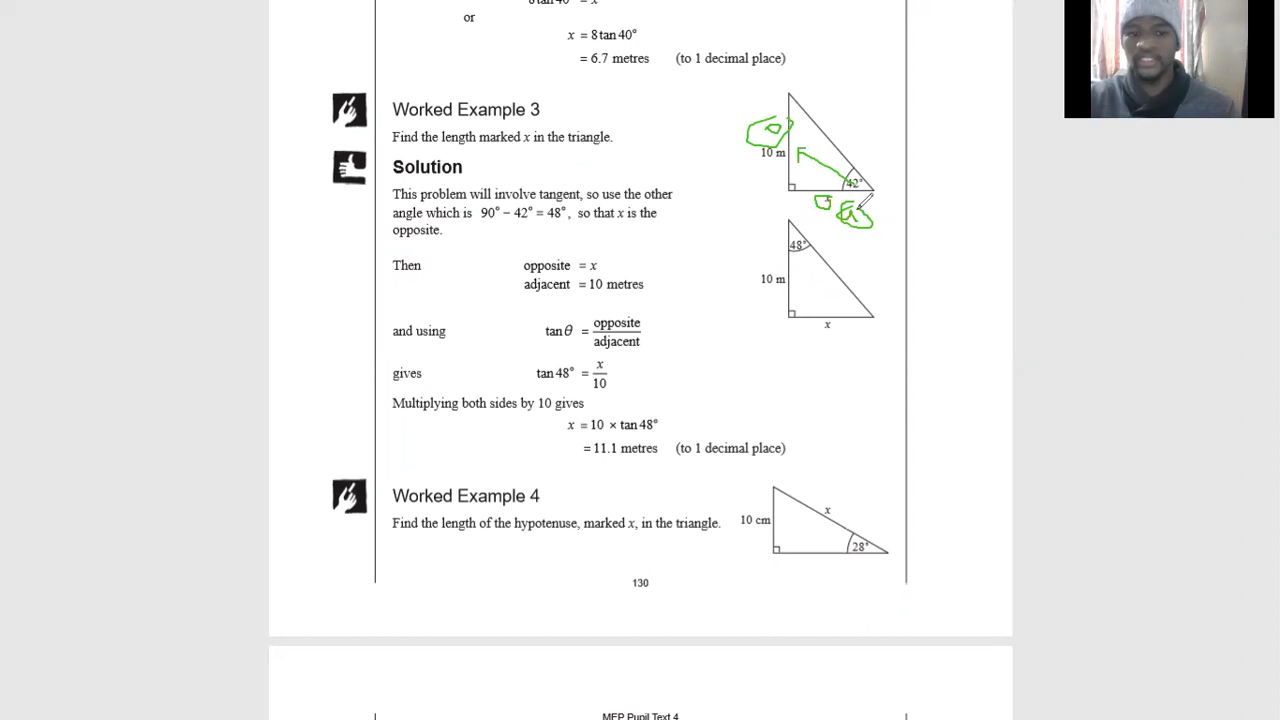 8 tan 40° = x
or
x = 8 tan 40°
= 6.7 metres (to 1 decimal place)
Worked Example 3
Find the length marked x in the triangle.
Solution
This problem will involve tangent, so use the other
angle which is 90° − 42° = 48°, so that x is the
opposite.
Then opposite = x
adjacent = 10 metres
and using tan θ = opposite
adjacent
gives tan 48° = x
10
Multiplying both sides by 10 gives
x = 10 × tan 48°
= 11.1 metres (to 1 decimal place)
10 m
42°
48°
10 m
x
Worked Example 4
Find the length of the hypotenuse, marked x, in the triangle.
10 cm
x
28°
130
MEP Pupil Text 4